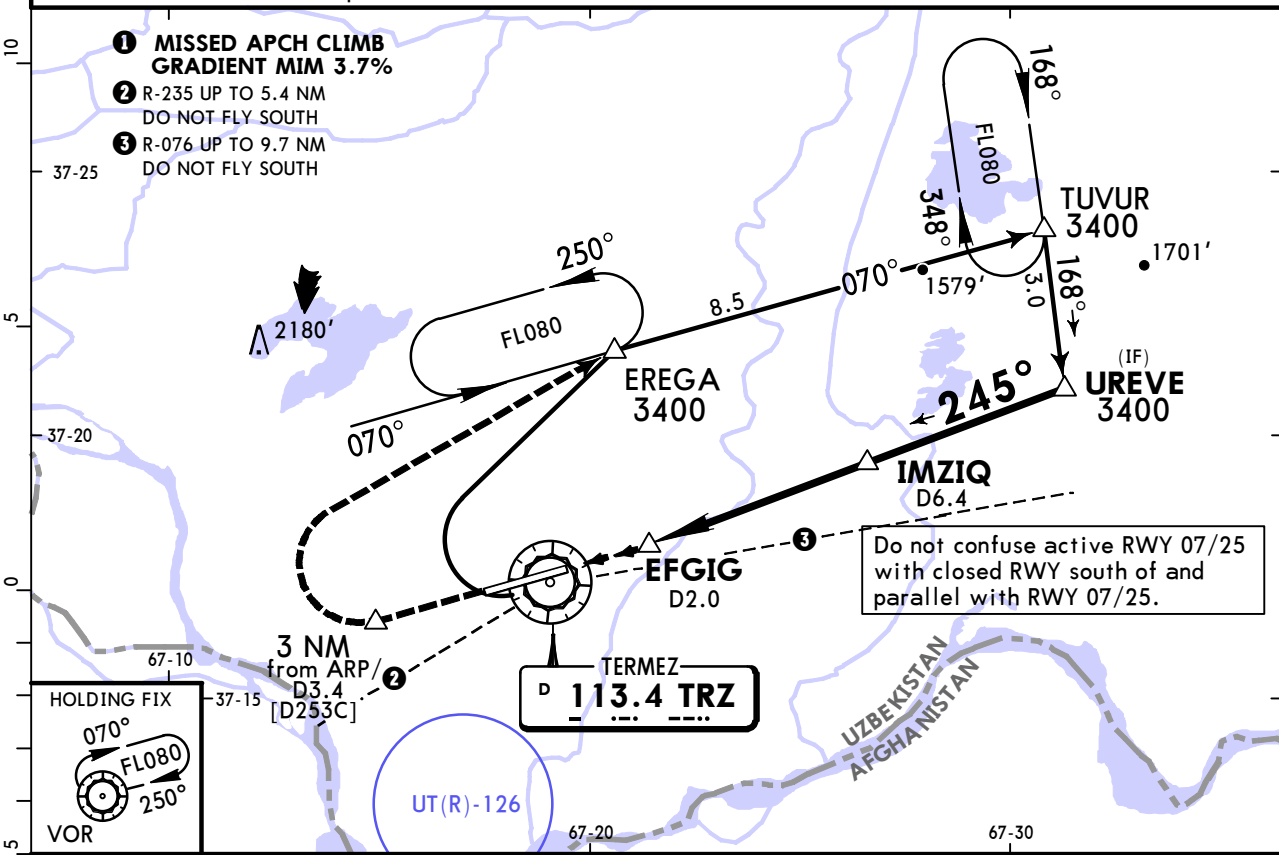 ❶ MISSED APCH CLIMB
GRADIENT MIM 3.7%
❷ R-235 UP TO 5.4 NM
DO NOT FLY SOUTH
❸ R-076 UP TO 9.7 NM
DO NOT FLY SOUTH
10
5
0
5
37-25
37-20
37-15
67-10
67-20
67-30
168°
FL080
348°
TUVUR
3400
1701'
1579'
070°
8.5
3.0
168°
250°
FL080
070°
2180'
EREGA
3400
(IF)
UREVE
3400
245°
IMZIQ
D6.4
❸
EFGIG
D2.0
Do not confuse active RWY 07/25
with closed RWY south of and
parallel with RWY 07/25.
3 NM
from ARP/
D3.4
[D253C]
❷
TERMEZ
D 113.4 TRZ
UZBEKISTAN
AFGHANISTAN
UT(R)-126
HOLDING FIX
070°
FL080
250°
VOR